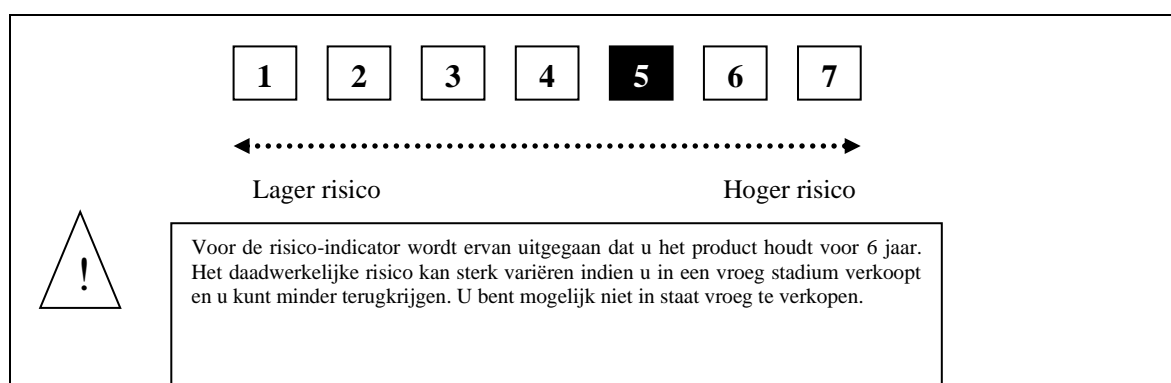 1 2 3 4 5 6 7
Lager risico Hoger risico
!
Voor de risico-indicator wordt ervan uitgegaan dat u het product houdt voor 6 jaar.
Het daadwerkelijke risico kan sterk variëren indien u in een vroeg stadium verkoopt
en u kunt minder terugkrijgen. U bent mogelijk niet in staat vroeg te verkopen.